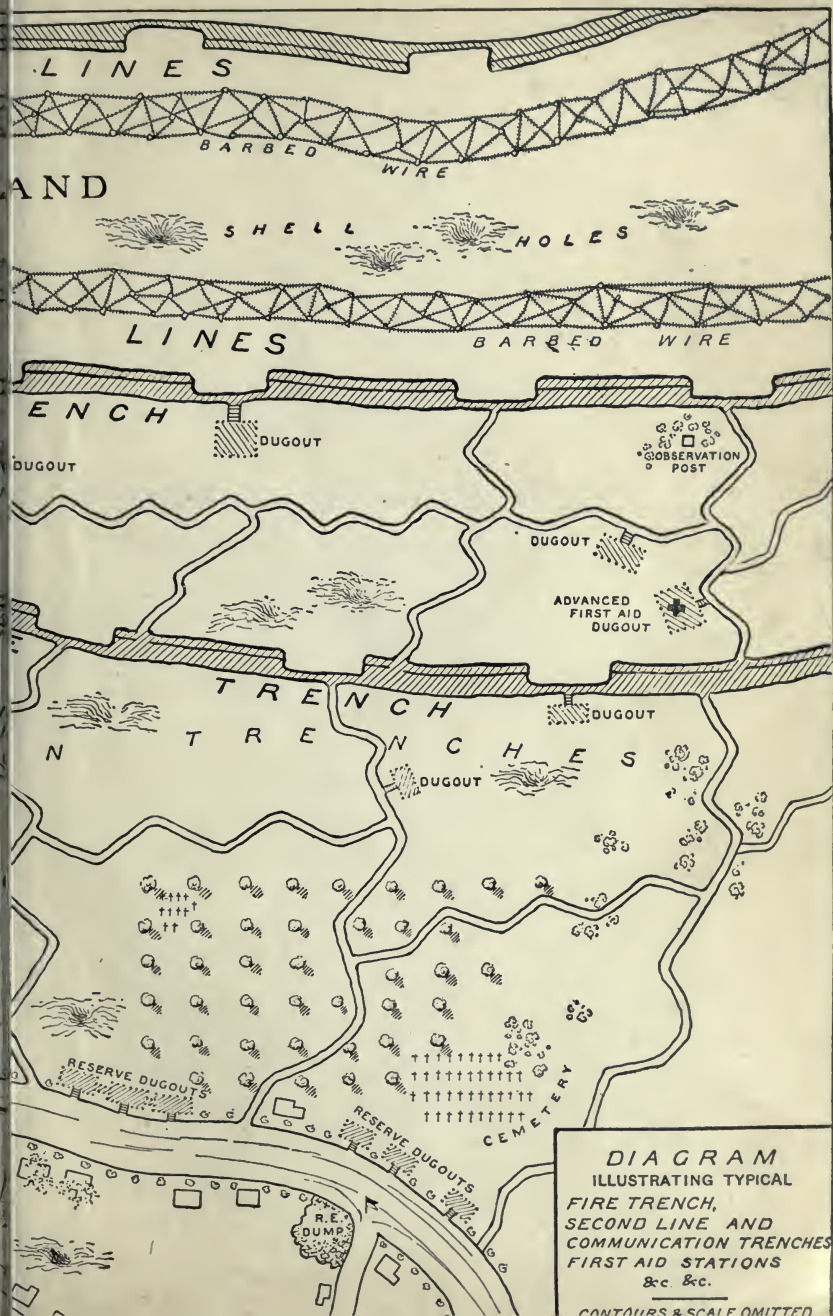 LINES
BARBED WIRE
AND
SHELL HOLES
LINES
BARBED WIRE
ENCH
DUGOUT
OBSERVATION
POST
DUGOUT
DUGOUT
ADVANCED
FIRST AID
DUGOUT
TRENCH
DUGOUT
N TRENCHES
DUGOUT
RESERVE DUGOUTS
RESERVE DUGOUTS
CEMETERY
R.E.
DUMP
DIAGRAM
ILLUSTRATING TYPICAL
FIRE TRENCH,
SECOND LINE AND
COMMUNICATION TRENCHES
FIRST AID STATIONS
&c. &c.
CONTOURS & SCALE OMITTED